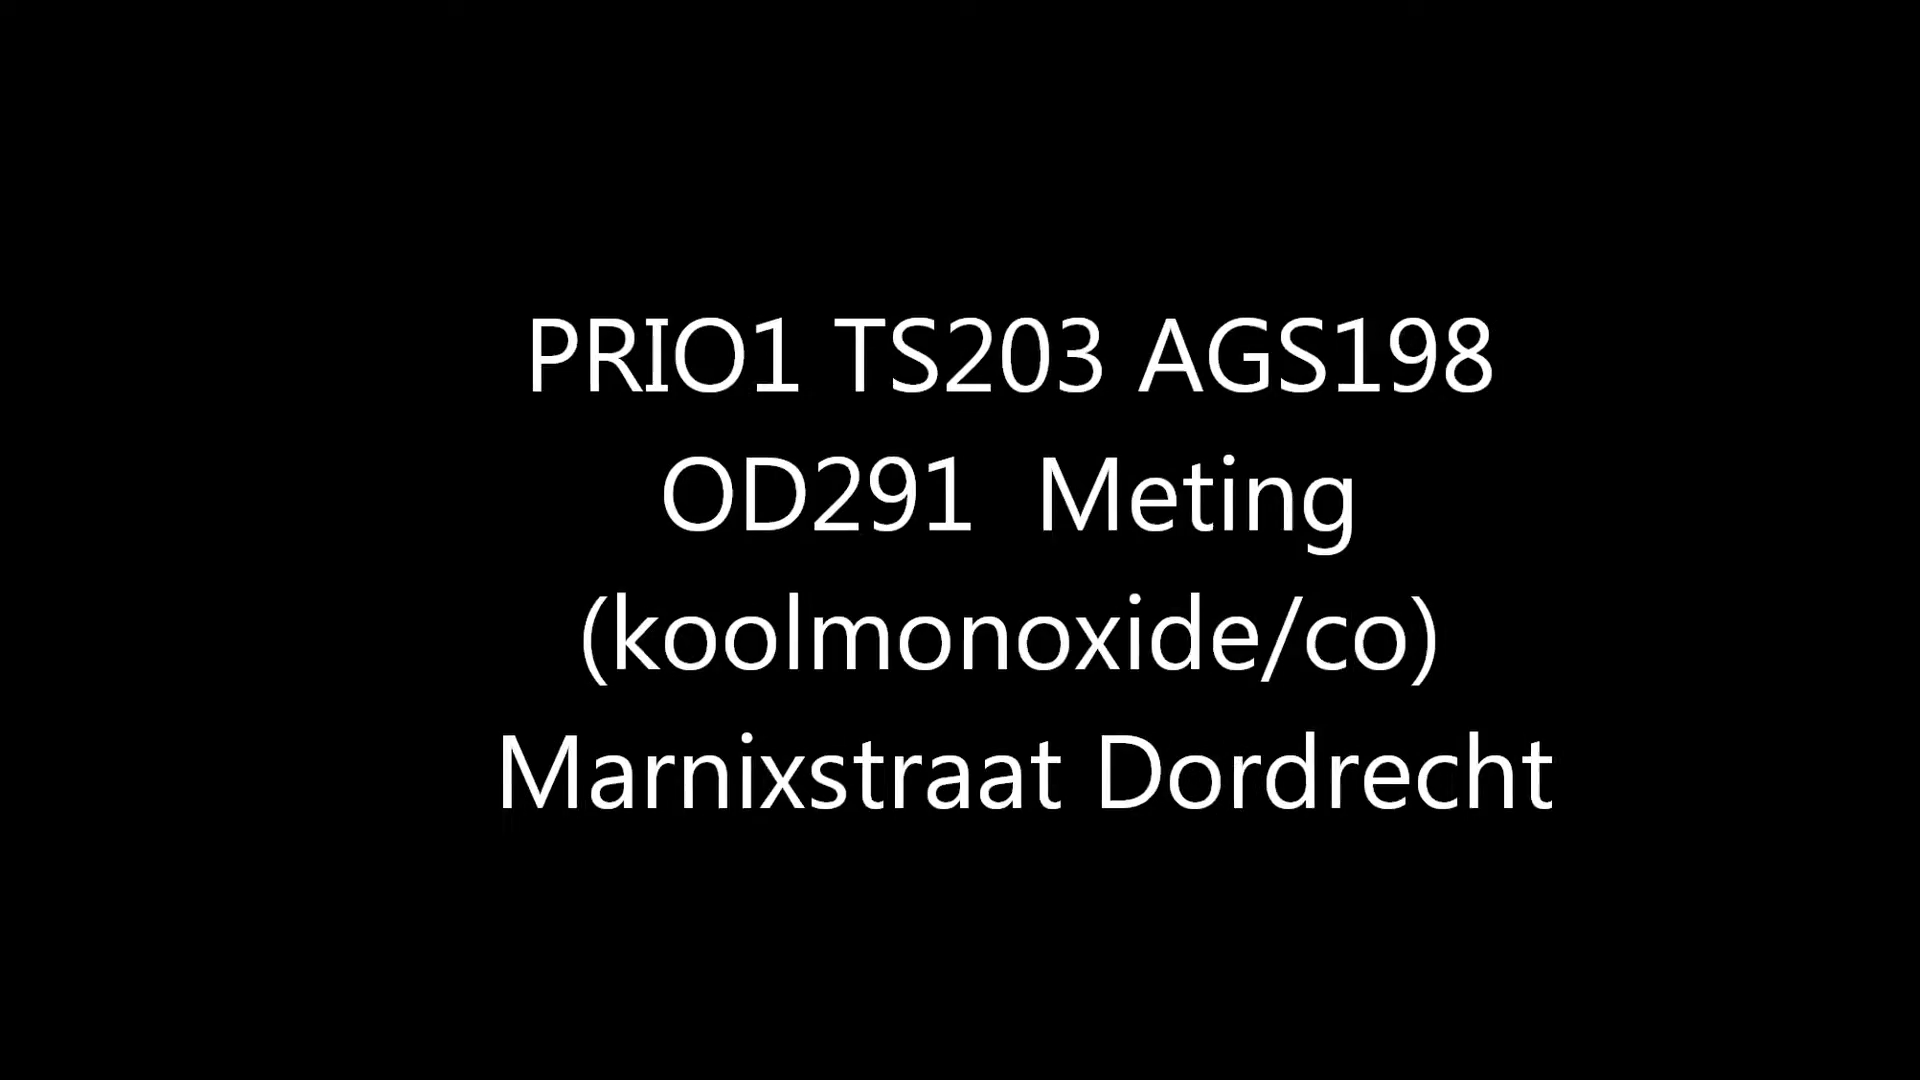 PRIO1 TS203 AGS198
OD291  Meting
(koolmonoxide/co)
Marnixstraat Dordrecht